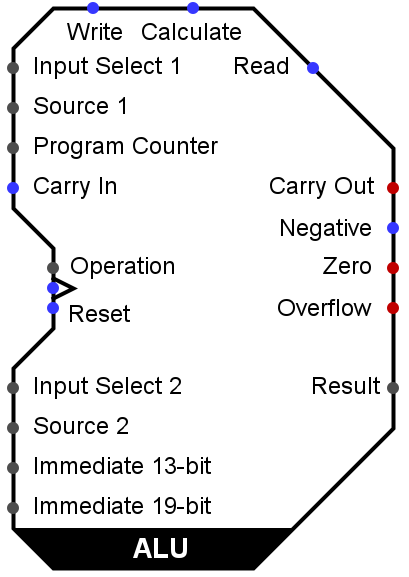 Write Calculate
Input Select 1 Read
Source 1
Program Counter
Carry In Carry Out
Negative
Operation Zero
Reset Overflow
Input Select 2 Result
Source 2
Immediate 13-bit
Immediate 19-bit
ALU